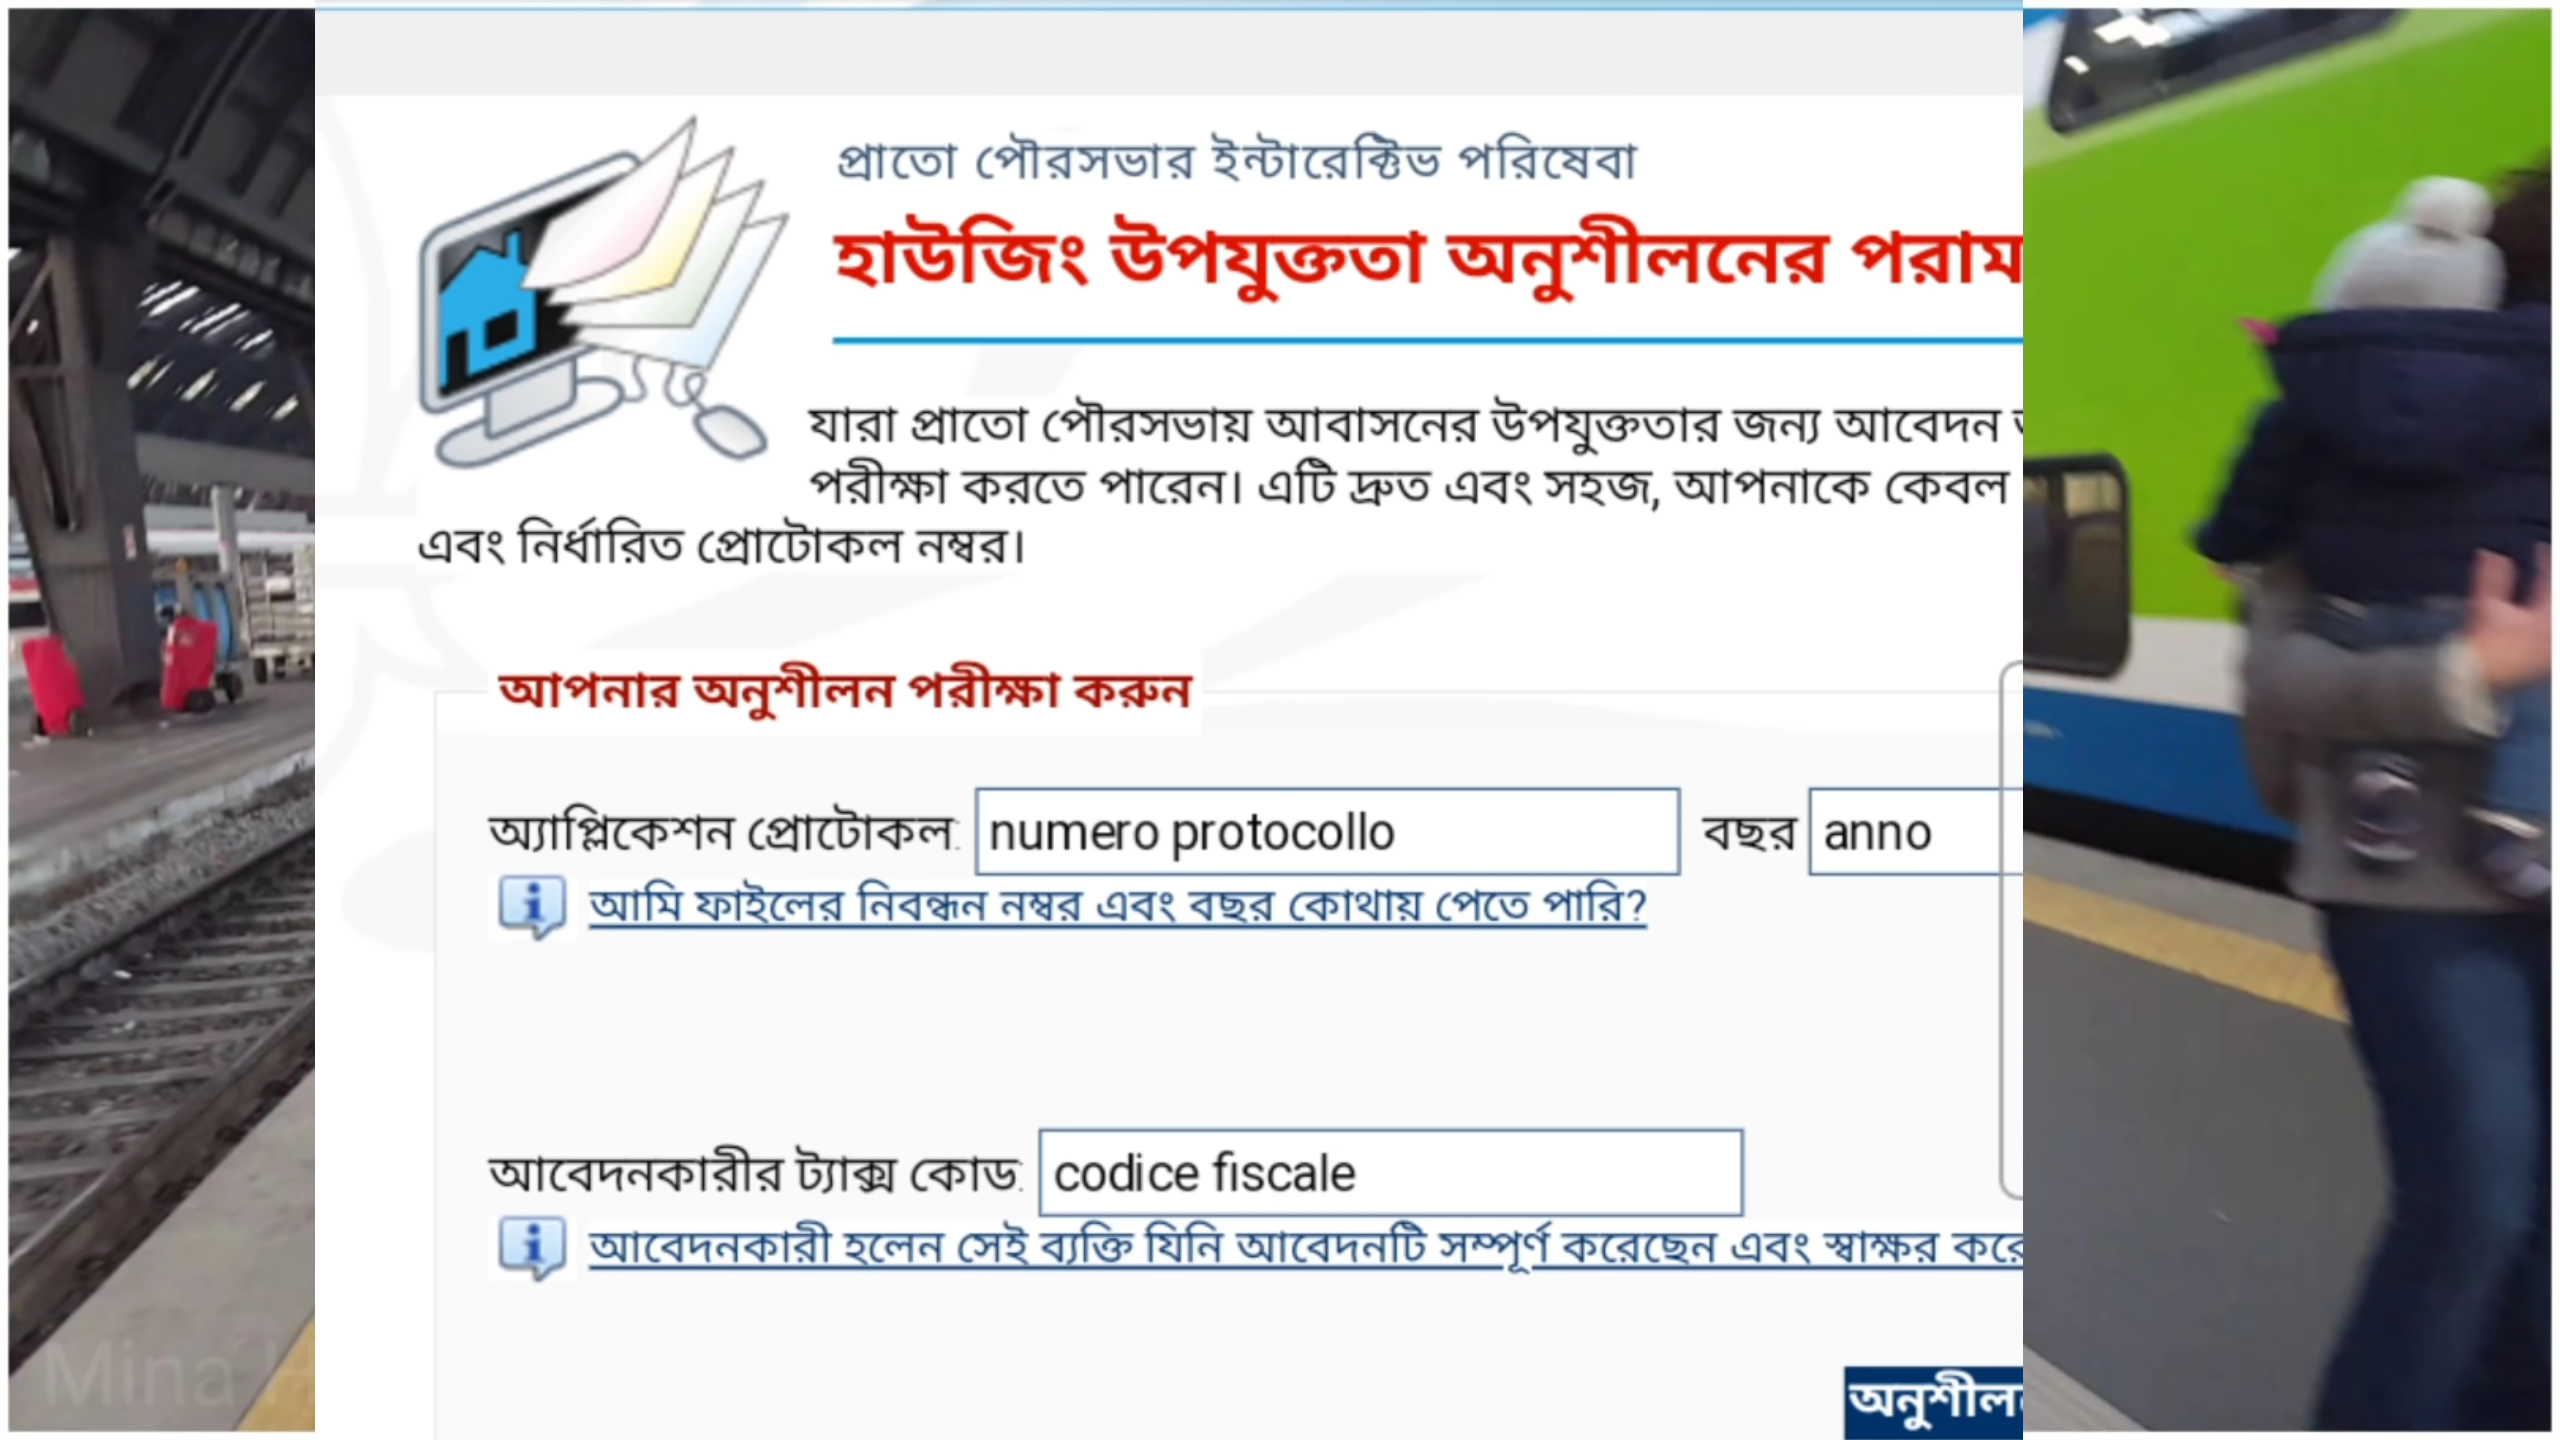 প্রাতো পৌরসভার ইন্টারেক্টিভ পরিষেবা
হাউজিং উপযুক্ততা অনুশীলনের
যারা প্রাতো পৌরসভায় আবাসনের উপযুক্ততার জন্য আবেদন
পরীক্ষা করতে পারেন। এটি দ্রুত এবং সহজ, আপনাকে কেবল
এবং নির্ধারিত প্রোটোকল নম্বর।
আপনার অনুশীলন পরীক্ষা করুন
অ্যাপ্লিকেশন প্রোটোকল: numero protocollo বছর anno
আমি ফাইলের নিবন্ধন নম্বর এবং বছর কোথায় পেতে পারি?
আবেদনকারীর ট্যাক্স কোড: codice fiscale
আবেদনকারী হলেন সেই ব্যক্তি যিনি আবেদনটি সম্পূর্ণ করেছেন এবং স্বাক্ষর
Mina